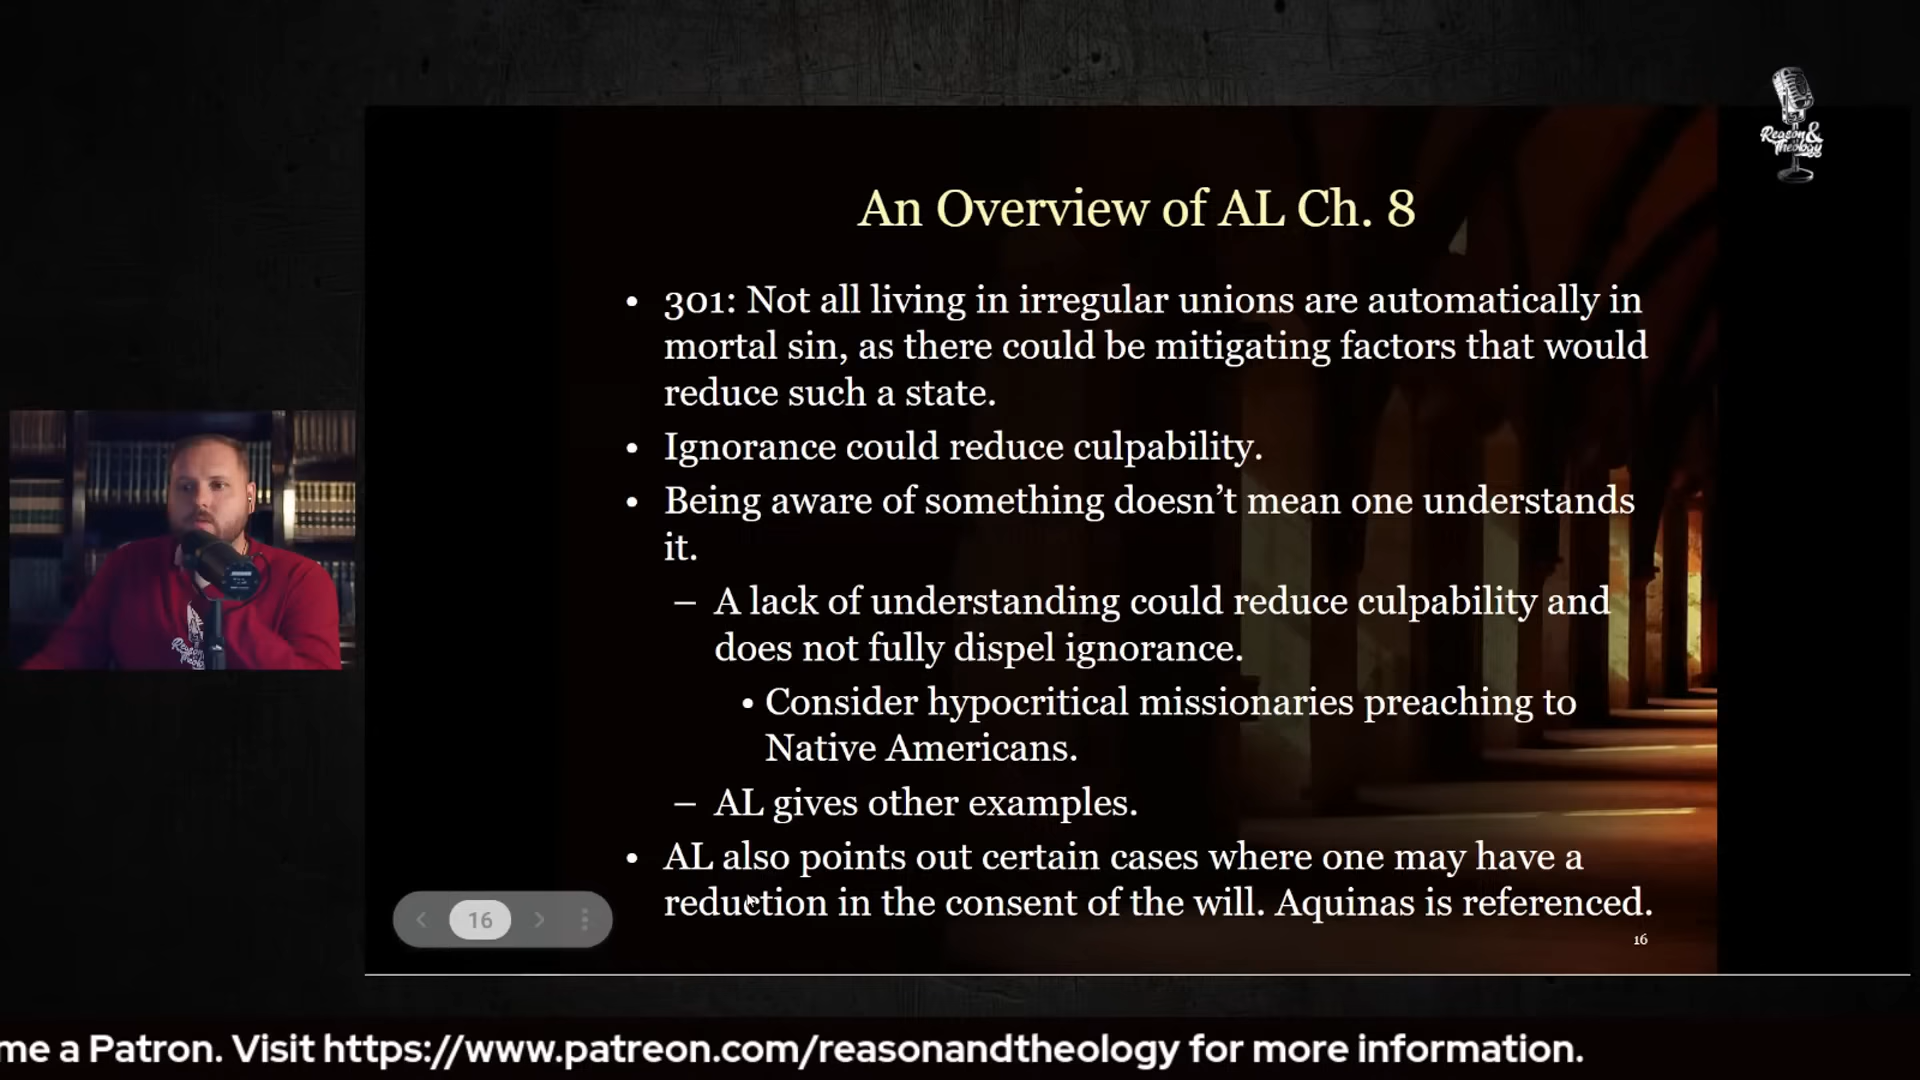 Reason &
Theology
An Overview of AL Ch. 8
• 301: Not all living in irregular unions are automatically in
mortal sin, as there could be mitigating factors that would
reduce such a state.
• Ignorance could reduce culpability.
• Being aware of something doesn’t mean one understands
it.
– A lack of understanding could reduce culpability and
does not fully dispel ignorance.
• Consider hypocritical missionaries preaching to
Native Americans.
– AL gives other examples.
• AL also points out certain cases where one may have a
reduction in the consent of the will. Aquinas is referenced.
16
16
me a Patron. Visit https://www.patreon.com/reasonandtheology for more information.